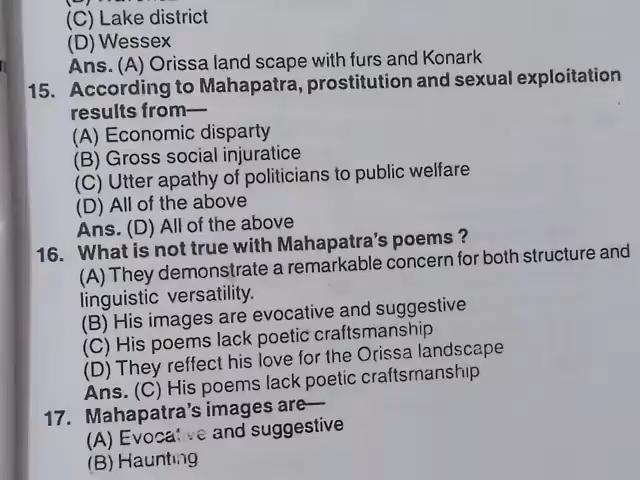 (C) Lake district
(D) Wessex
Ans. (A) Orissa land scape with furs and Konark
15. According to Mahapatra, prostitution and sexual exploitation
results from—
(A) Economic disparty
(B) Gross social injuratice
(C) Utter apathy of politicians to public welfare
(D) All of the above
Ans. (D) All of the above
16. What is not true with Mahapatra's poems ?
(A) They demonstrate a remarkable concern for both structure and
linguistic versatility.
(B) His images are evocative and suggestive
(C) His poems lack poetic craftsmanship
(D) They reffect his love for the Orissa landscape
Ans. (C) His poems lack poetic craftsmanship
17. Mahapatra's images are—
(A) Evocative and suggestive
(B) Haunting